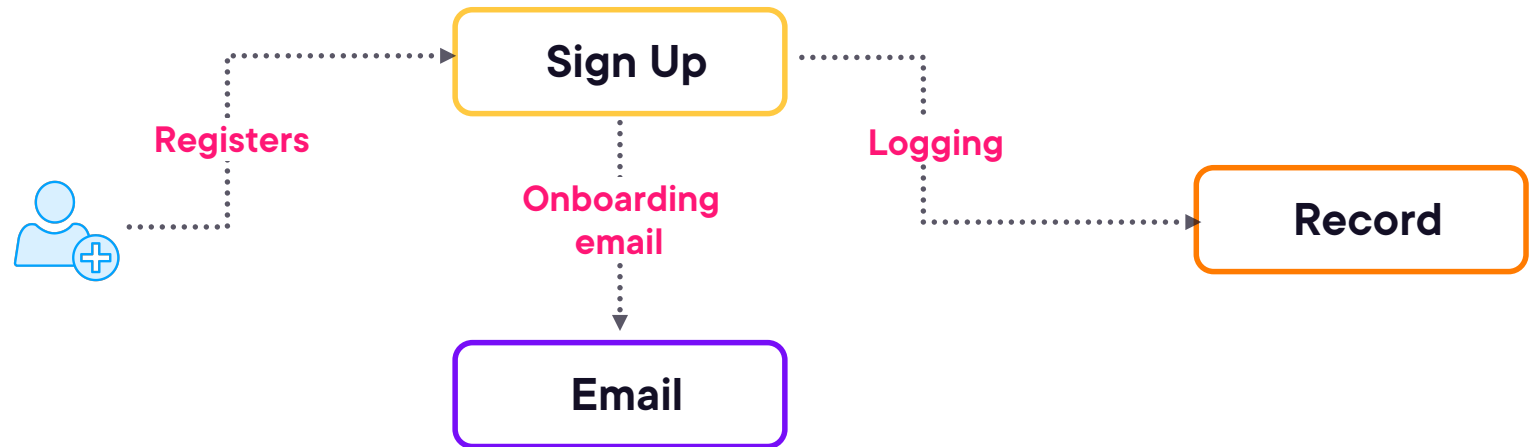 Sign Up
Registers
Logging
Onboarding
email
Record
Email